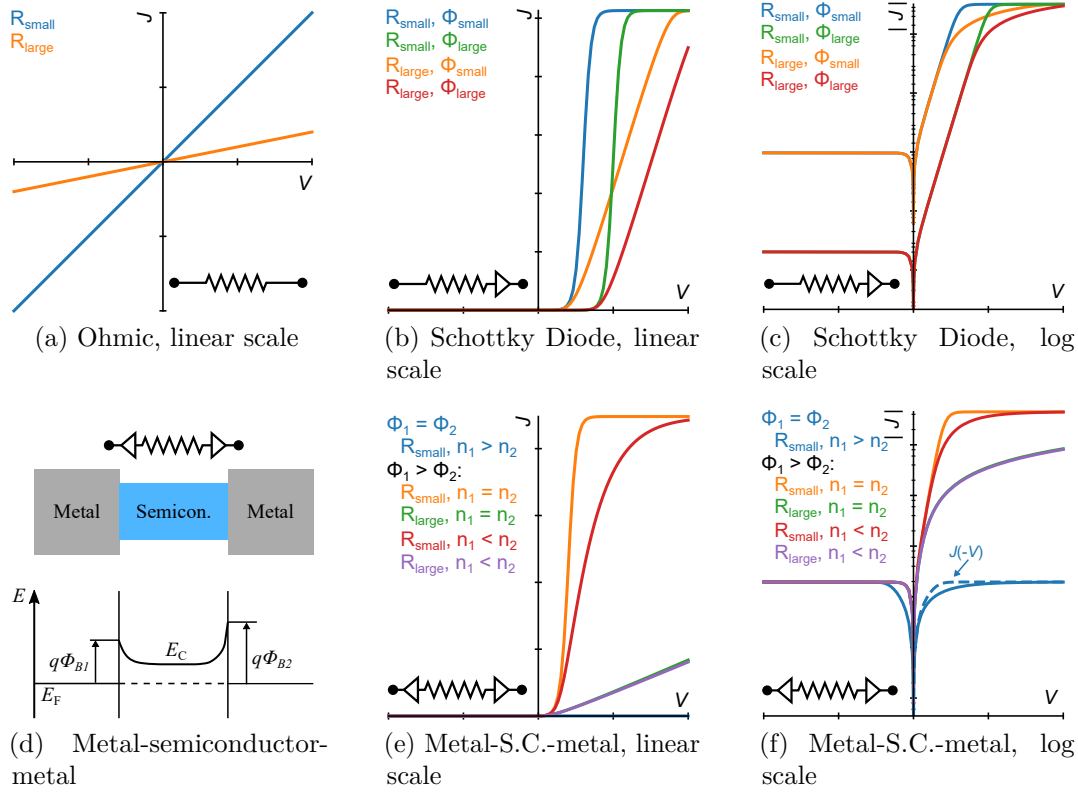 R_small
R_large
J
V
(a) Ohmic, linear scale
R_small, Φ_small
R_small, Φ_large
R_large, Φ_small
R_large, Φ_large
J
V
(b) Schottky Diode, linear
scale
R_small, Φ_small
R_small, Φ_large
R_large, Φ_small
R_large, Φ_large
|J|
V
(c) Schottky Diode, log
scale
Metal
Semicon.
Metal
E
qΦ_B1
E_C
qΦ_B2
E_F
(d) Metal-semiconductor-
metal
Φ_1 = Φ_2
R_small, n_1 > n_2
Φ_1 > Φ_2:
R_small, n_1 = n_2
R_large, n_1 = n_2
R_small, n_1 < n_2
R_large, n_1 < n_2
J
V
(e) Metal-S.C.-metal, linear
scale
Φ_1 = Φ_2
R_small, n_1 > n_2
Φ_1 > Φ_2:
R_small, n_1 = n_2
R_large, n_1 = n_2
R_small, n_1 < n_2
R_large, n_1 < n_2
|J|
J(-V)
V
(f) Metal-S.C.-metal, log
scale